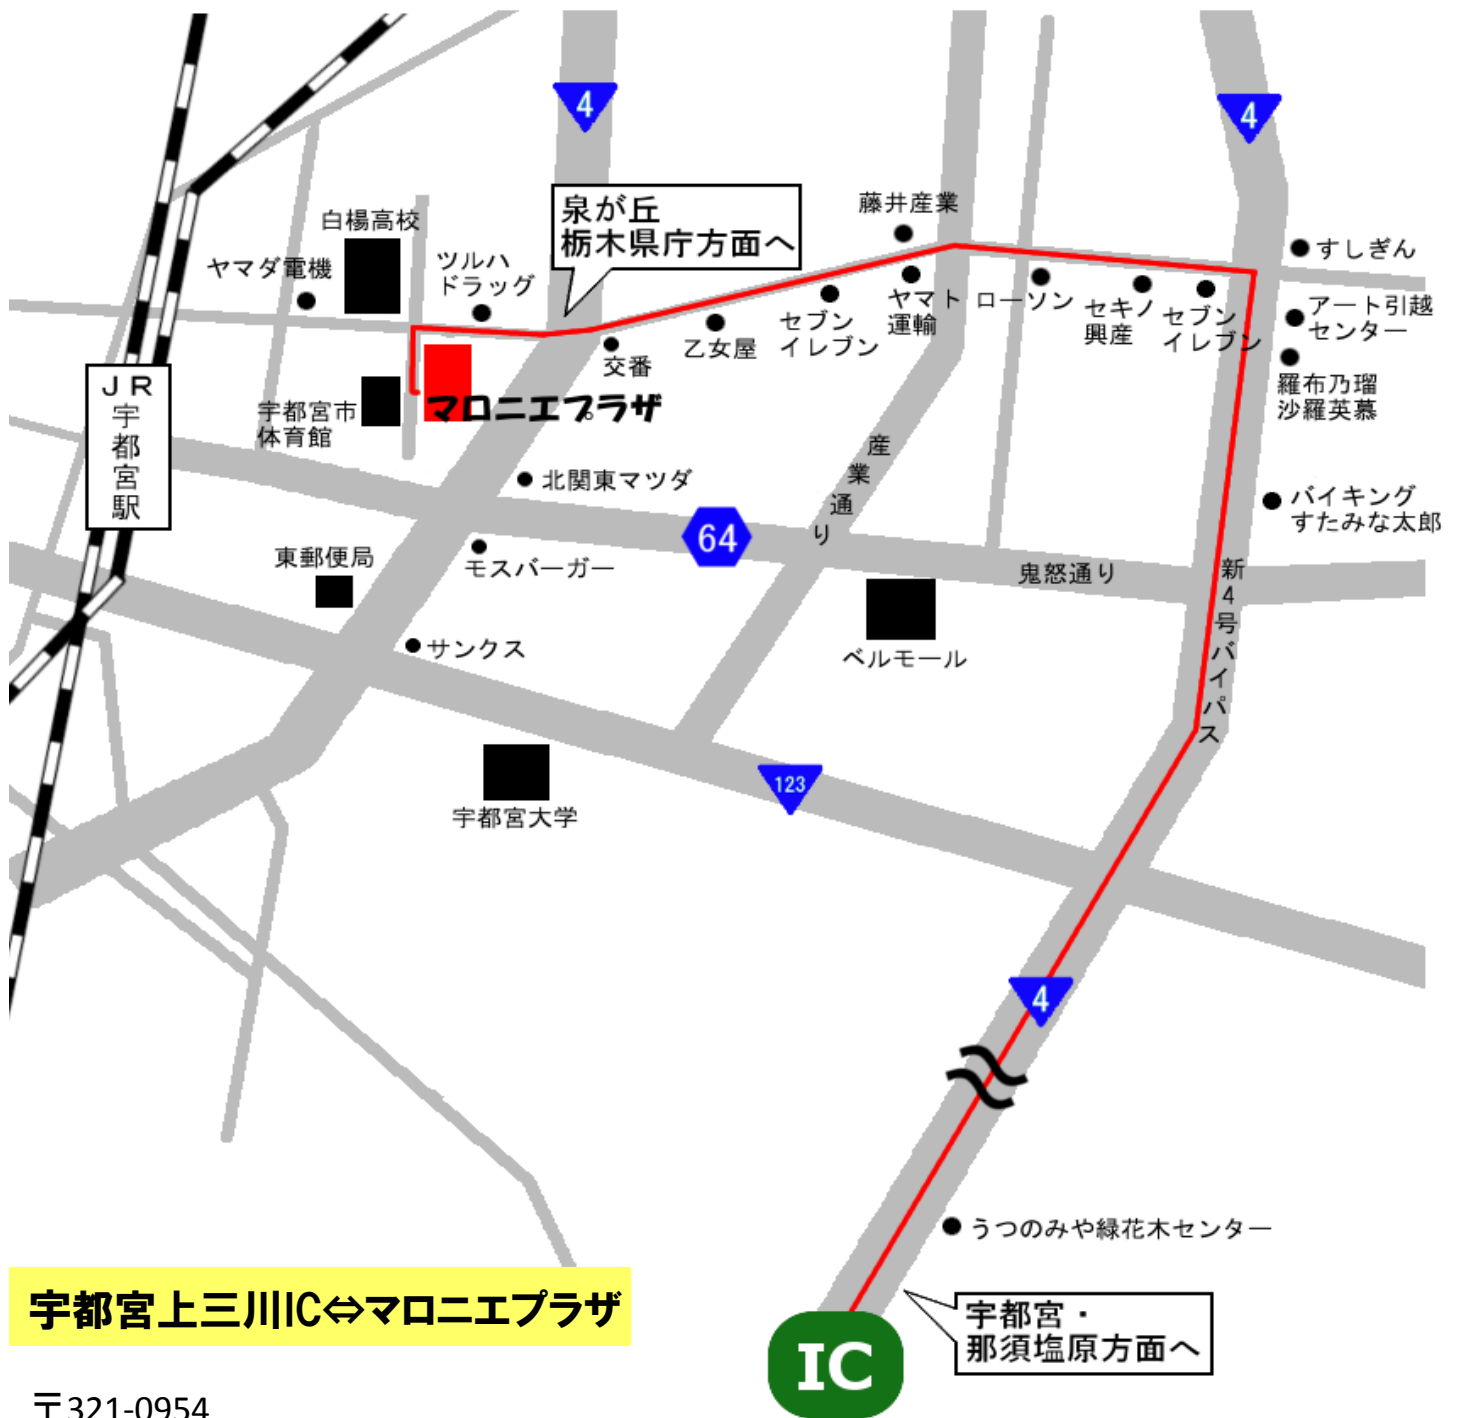 4
4
泉が丘
栃木県庁方面へ
藤井産業
白楊高校
ヤマダ電機
ツルハ
ドラッグ
すしぎん
ヤマト
運輸
ローソン
セキノ
興産
セブン
イレブン
アート引越
センター
セブン
イレブン
乙女屋
交番
羅布乃瑠
沙羅英慕
JR
宇都宮駅
宇都宮市
体育館
マロニエプラザ
産業通り
北関東マツダ
バイキング
すたみな太郎
64
東郵便局
モスバーガー
鬼怒通り
新4号バイパス
サンクス
ベルモール
123
宇都宮大学
4
うつのみや緑花木センター
宇都宮上三川IC⇔マロニエプラザ
宇都宮・
那須塩原方面へ
IC
〒321-0954